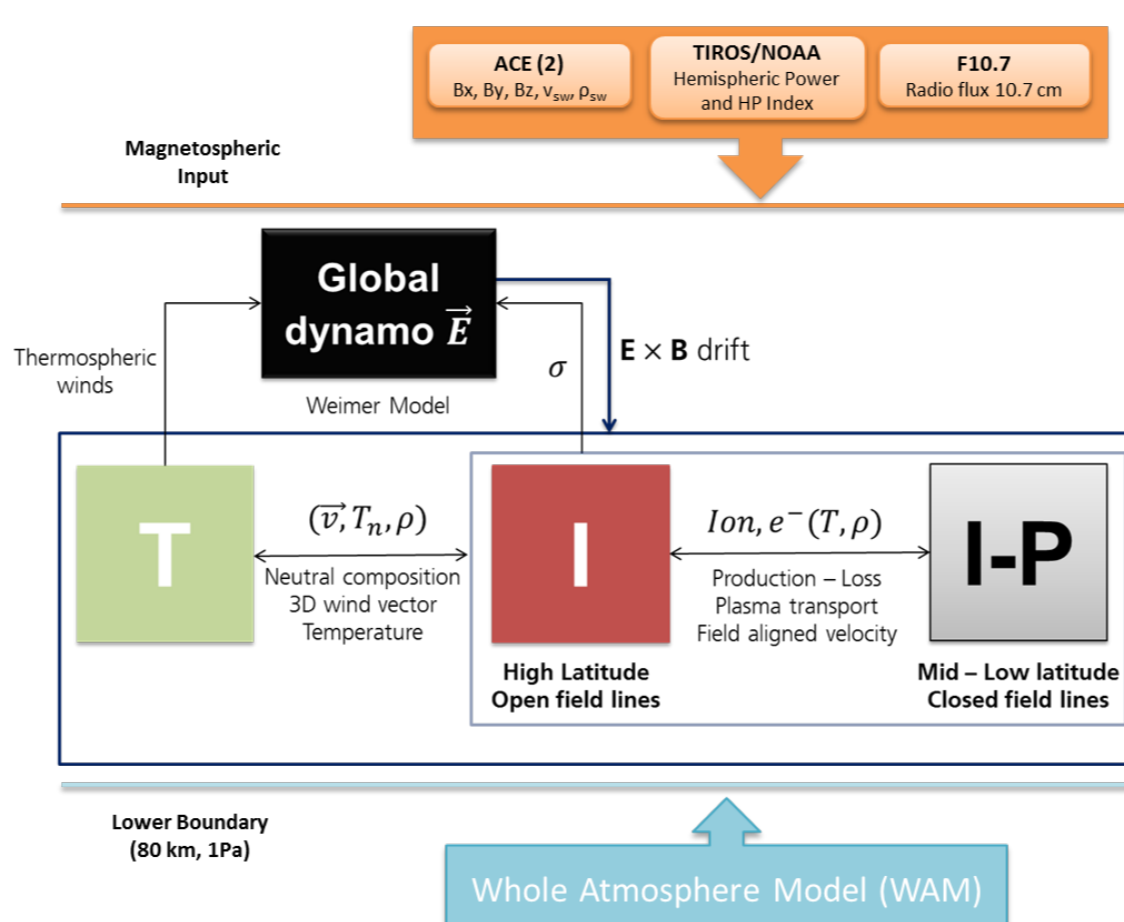 ACE (2)
Bx, By, Bz, vsw, ρsw
TIROS/NOAA
Hemispheric Power
and HP Index
F10.7
Radio flux 10.7 cm
Magnetospheric
Input
Global
dynamo E⃗
Weimer Model
Thermospheric
winds
σ
E × B drift
T
(v⃗, Tn, ρ)
Neutral composition
3D wind vector
Temperature
I
High Latitude
Open field lines
Ion, e⁻(T, ρ)
Production – Loss
Plasma transport
Field aligned velocity
I-P
Mid – Low latitude
Closed field lines
Lower Boundary
(80 km, 1Pa)
Whole Atmosphere Model (WAM)